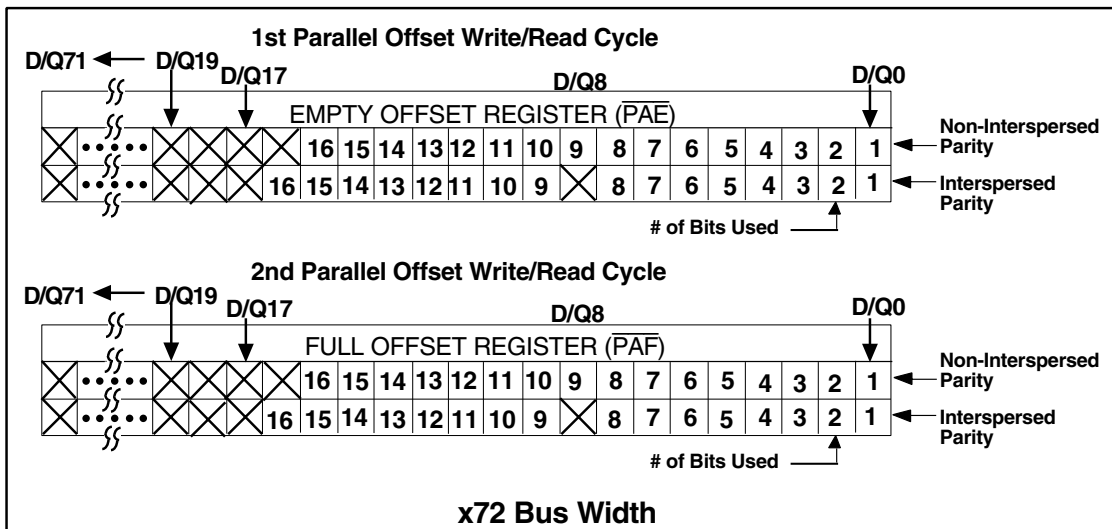 1st Parallel Offset Write/Read Cycle
D/Q71 D/Q19
D/Q17 D/Q8 D/Q0
EMPTY OFFSET REGISTER (PAE)
16 15 14 13 12 11 10 9 8 7 6 5 4 3 2 1 Non-Interspersed Parity
16 15 14 13 12 11 10 9 8 7 6 5 4 3 2 1 Interspersed Parity
# of Bits Used
2nd Parallel Offset Write/Read Cycle
D/Q71 D/Q19
D/Q17 D/Q8 D/Q0
FULL OFFSET REGISTER (PAF)
16 15 14 13 12 11 10 9 8 7 6 5 4 3 2 1 Non-Interspersed Parity
16 15 14 13 12 11 10 9 8 7 6 5 4 3 2 1 Interspersed Parity
# of Bits Used
x72 Bus Width